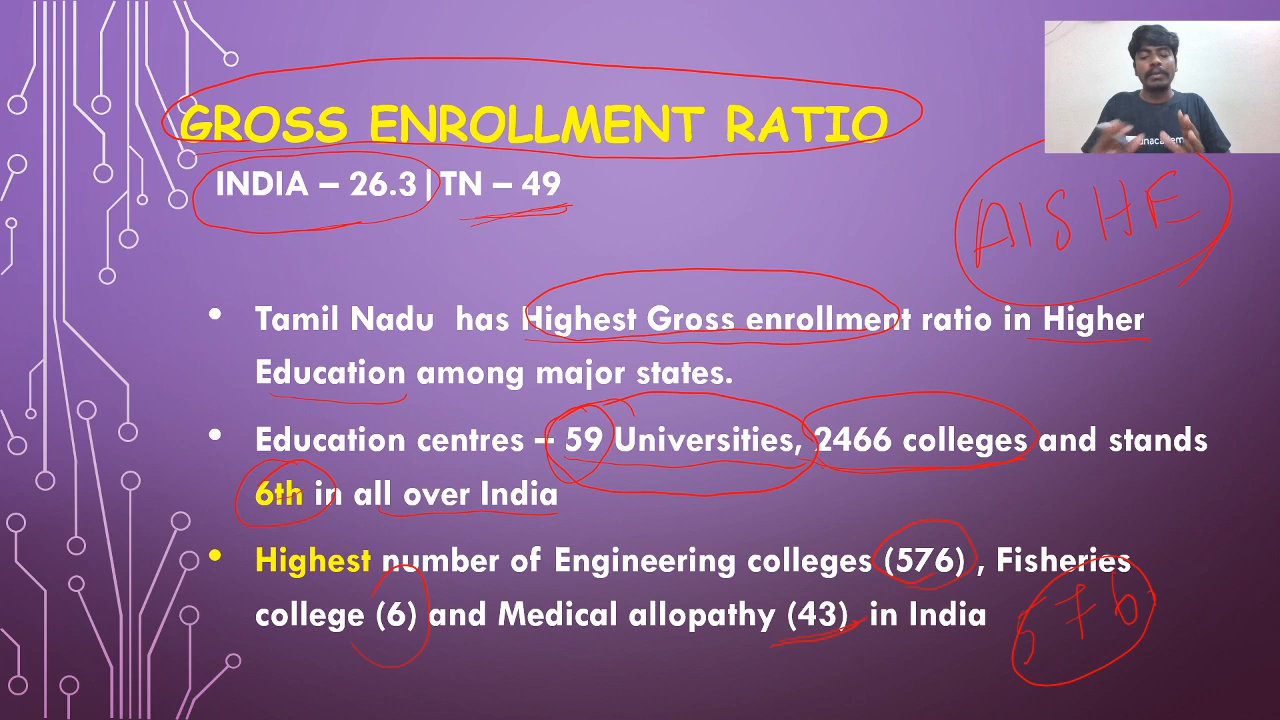 GROSS ENROLLMENT RATIO
INDIA – 26.3|TN – 49
AISHE
• Tamil Nadu has Highest Gross enrollment ratio in Higher
Education among major states.
• Education centres – 59 Universities, 2466 colleges and stands
6th in all over India
• Highest number of Engineering colleges (576) , Fisheries
college (6) and Medical allopathy (43) in India
576